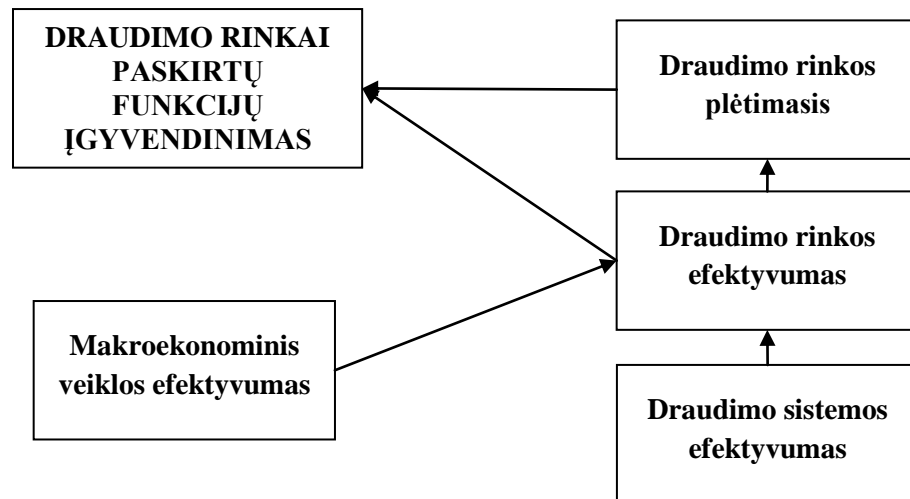 DRAUDIMO RINKAI
PASKIRTŲ
FUNKCIJŲ
ĮGYVENDINIMAS
Draudimo rinkos
plėtimasis
Draudimo rinkos
efektyvumas
Makroekonominis
veiklos efektyvumas
Draudimo sistemos
efektyvumas